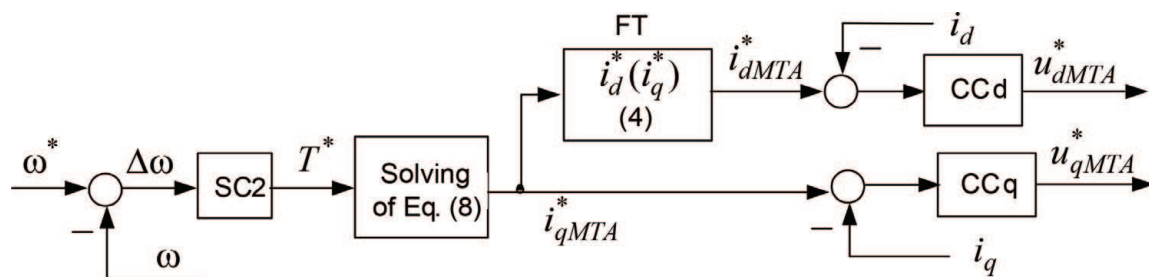 FT
i*d(i*q)
(4)
i*dMTA
−
id
CCd
u*dMTA
ω*
Δω
−
ω
SC2
T*
Solving
of Eq. (8)
i*qMTA
−
iq
CCq
u*qMTA